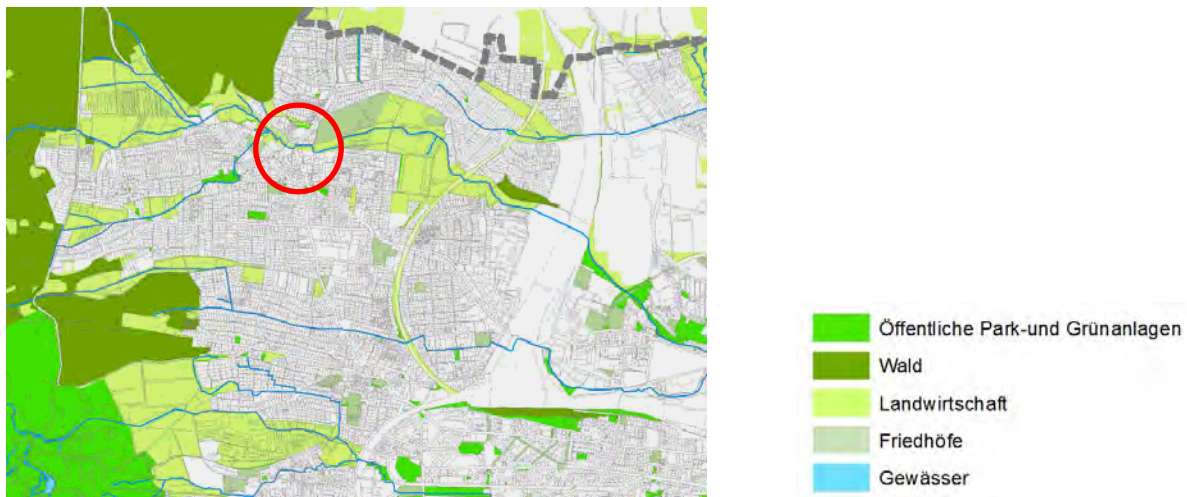 Öffentliche Park-und Grünanlagen
Wald
Landwirtschaft
Friedhöfe
Gewässer